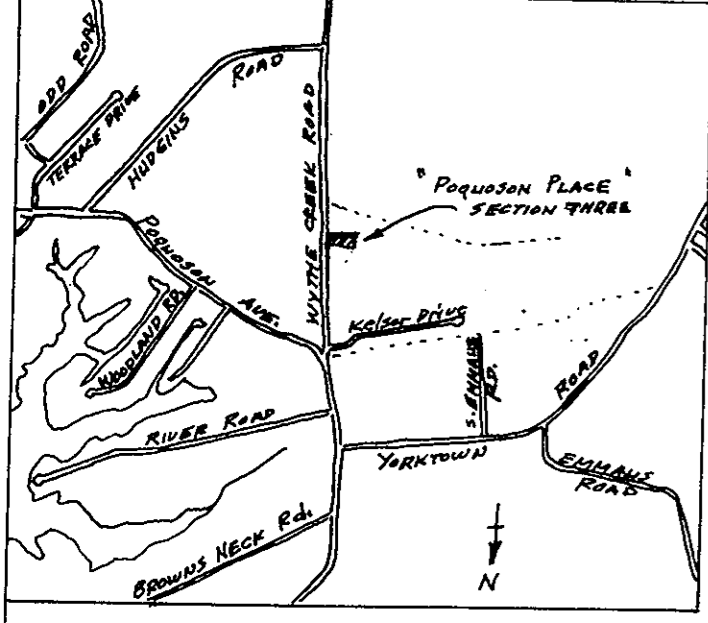 ODD ROAD
TERRACE DRIVE
HUDGINS
ROAD
WYTHE CREEK ROAD
"POQUOSON PLACE"
SECTION THREE
POQUOSON
AVE.
WOODLAND RD.
Kelsor Drive
S. EMMAUS
RD.
ROAD
RIVER ROAD
YORKTOWN
EMMAUS
ROAD
BROWNS NECK Rd.
N